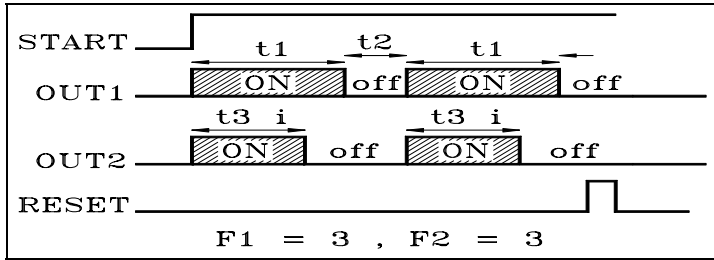 START
t1 t2 t1
OUT1 ON off ON off
t3 i t3 i
OUT2 ON off ON off
RESET
F1 = 3 , F2 = 3